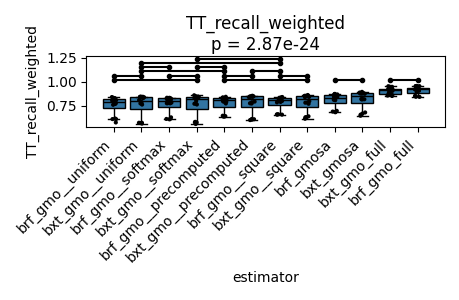 TT_recall_weighted
p = 2.87e-24
TT_recall_weighted
1.25
1.00
0.75
brf_gmo__uniform
bxt_gmo__uniform
brf_gmo__softmax
bxt_gmo__softmax
brf_gmo__precomputed
bxt_gmo__precomputed
brf_gmo__square
bxt_gmo__square
brf_gmosa
bxt_gmosa
bxt_gmo_full
brf_gmo_full
estimator